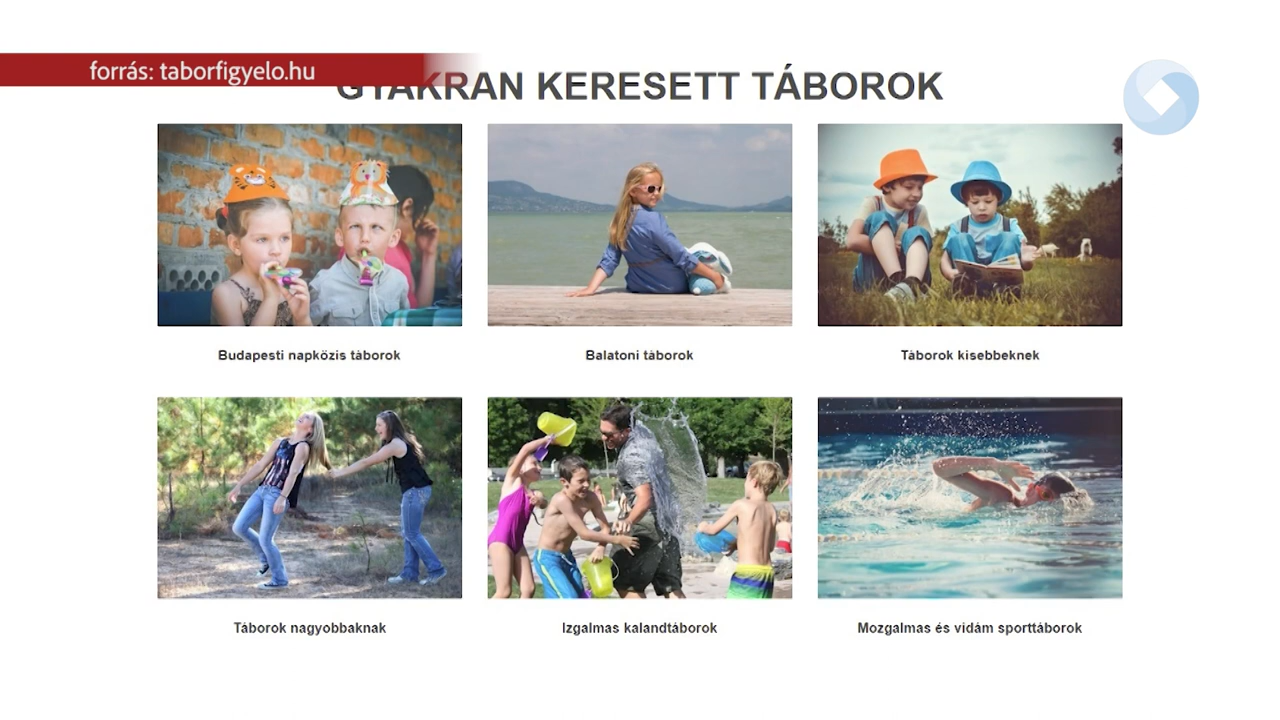 forrás: taborfigyelo.hu
GYAKRAN KERESETT TÁBOROK
Budapesti napközis táborok
Balatoni táborok
Táborok kisebbeknek
Táborok nagyobbaknak
Izgalmas kalandtáborok
Mozgalmas és vidám sporttáborok